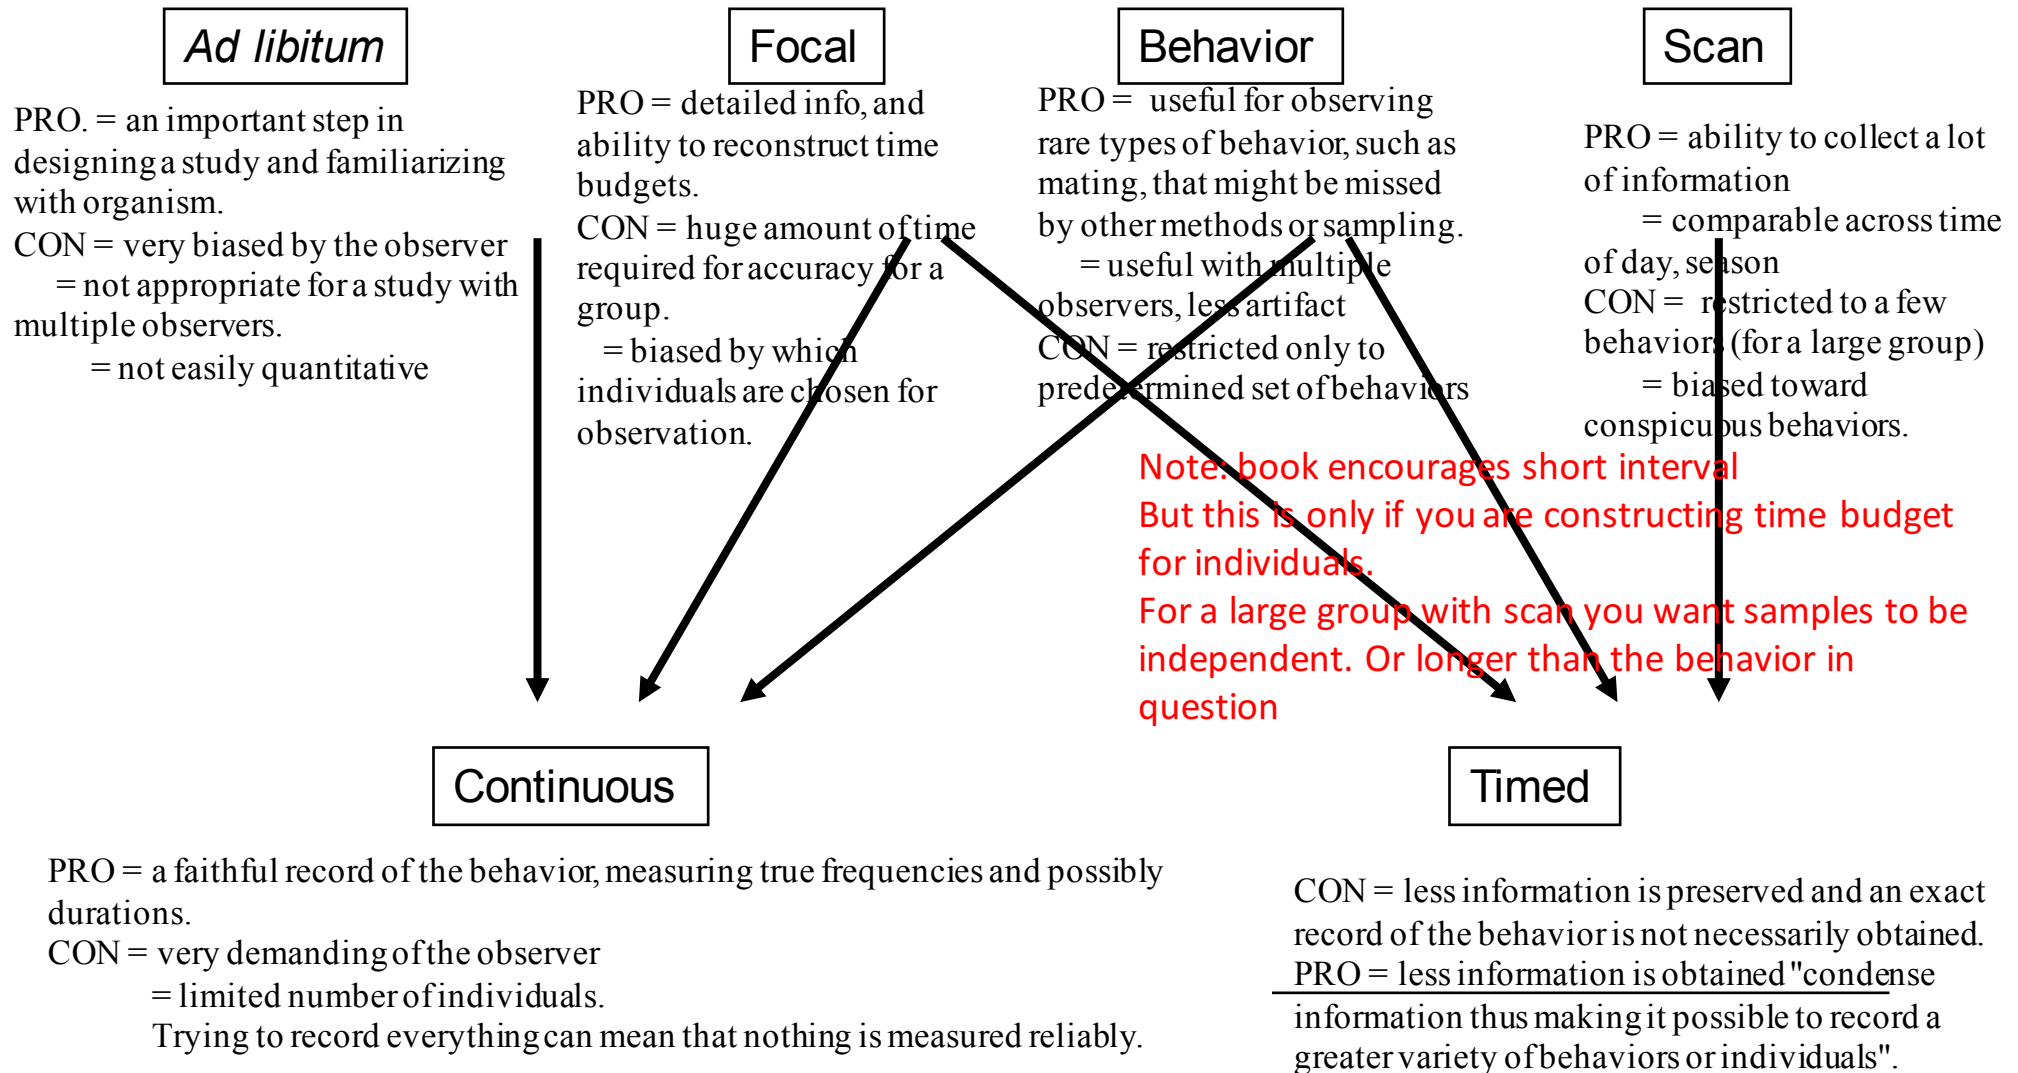 Ad libitum
PRO. = an important step in
designing a study and familiarizing
with organism.
CON = very biased by the observer
= not appropriate for a study with
multiple observers.
= not easily quantitative
Focal
PRO = detailed info, and
ability to reconstruct time
budgets.
CON = huge amount of time
required for accuracy for a
group.
= biased by which
individuals are chosen for
observation.
Behavior
PRO = useful for observing
rare types of behavior, such as
mating, that might be missed
by other methods or sampling.
= useful with multiple
observers, less artifact
CON = restricted only to
predetermined set of behaviors
Scan
PRO = ability to collect a lot
of information
= comparable across time
of day, season
CON = restricted to a few
behaviors (for a large group)
= biased toward
conspicuous behaviors.
Note: book encourages short interval
But this is only if you are constructing time budget
for individuals.
For a large group with scan you want samples to be
independent. Or longer than the behavior in
question
Continuous
PRO = a faithful record of the behavior, measuring true frequencies and possibly
durations.
CON = very demanding of the observer
= limited number of individuals.
Trying to record everything can mean that nothing is measured reliably.
Timed
CON = less information is preserved and an exact
record of the behavior is not necessarily obtained.
PRO = less information is obtained "condense
information thus making it possible to record a
greater variety of behaviors or individuals".